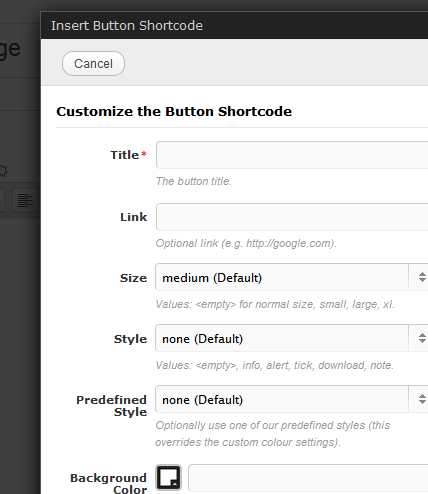 Insert Button Shortcode
ge
Cancel
Customize the Button Shortcode
Title*
The button title.
Link
Optional link (e.g. http://google.com).
Size
medium (Default)
Values: <empty> for normal size, small, large, xl.
Style
none (Default)
Values: <empty>, info, alert, tick, download, note.
Predefined
Style
none (Default)
Optionally use one of our predefined styles (this
overrides the custom colour settings).
Background
Color